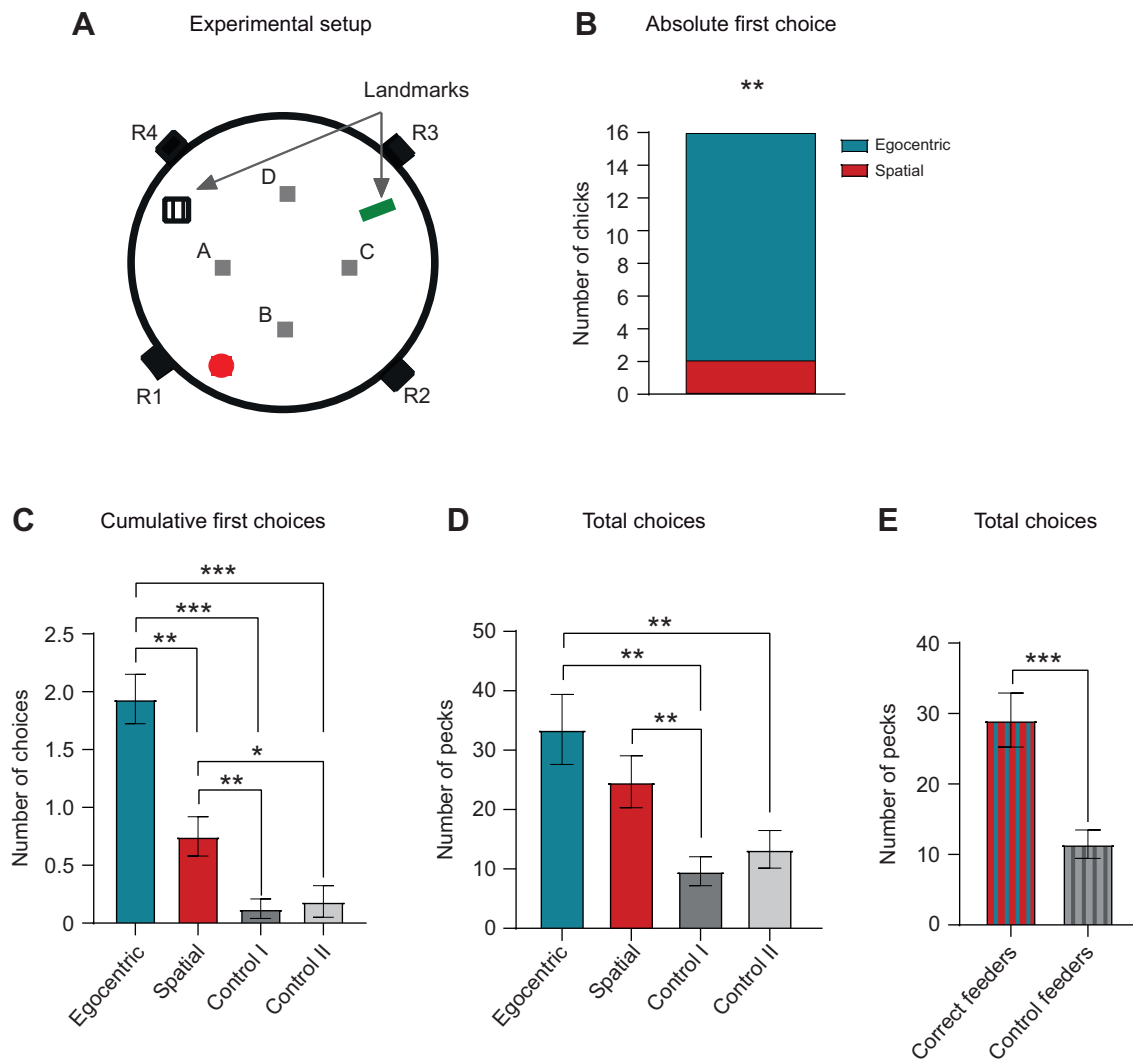 A Experimental setup
Landmarks
R4
R3
D
A
C
B
R1
R2
B Absolute first choice
**
Number of chicks
16
14
12
10
8
6
4
2
0
Egocentric
Spatial
C Cumulative first choices
***
***
**
*
**
Number of choices
2.5
2.0
1.5
1.0
0.5
0
Egocentric
Spatial
Control I
Control II
D Total choices
**
**
**
Number of pecks
50
40
30
20
10
0
Egocentric
Spatial
Control I
Control II
E Total choices
***
Number of pecks
40
30
20
10
0
Correct feeders
Control feeders